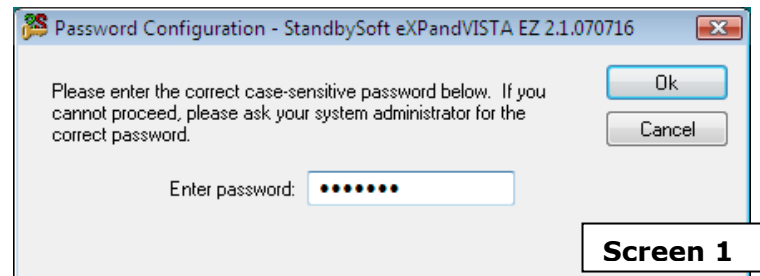 Password Configuration - StandbySoft eXPandVISTA EZ 2.1.070716
Please enter the correct case-sensitive password below. If you
cannot proceed, please ask your system administrator for the
correct password.
Ok
Cancel
Enter password: •••••••
Screen 1